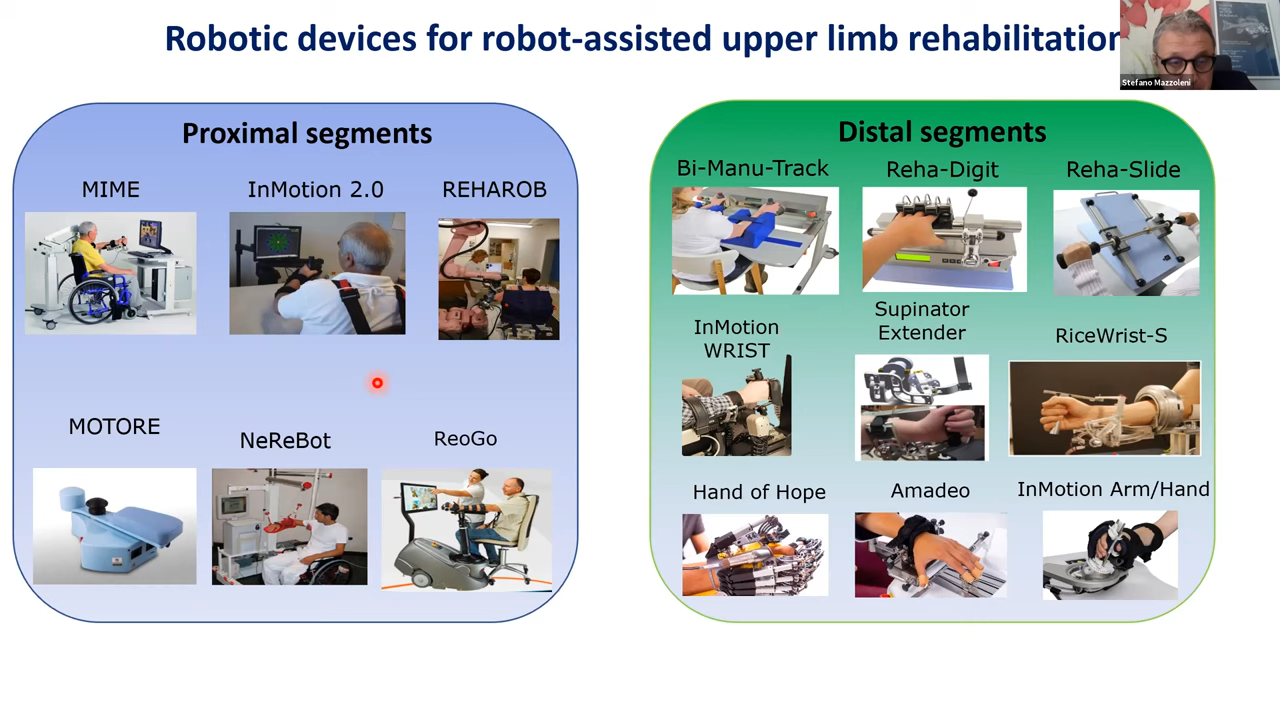 Robotic devices for robot-assisted upper limb rehabilitation
Stefano Mazzoleni
Proximal segments
MIME
InMotion 2.0
REHAROB
MOTORE
NeReBot
ReoGo
Distal segments
Bi-Manu-Track
Reha-Digit
Reha-Slide
InMotion
WRIST
Supinator
Extender
RiceWrist-S
Hand of Hope
Amadeo
InMotion Arm/Hand